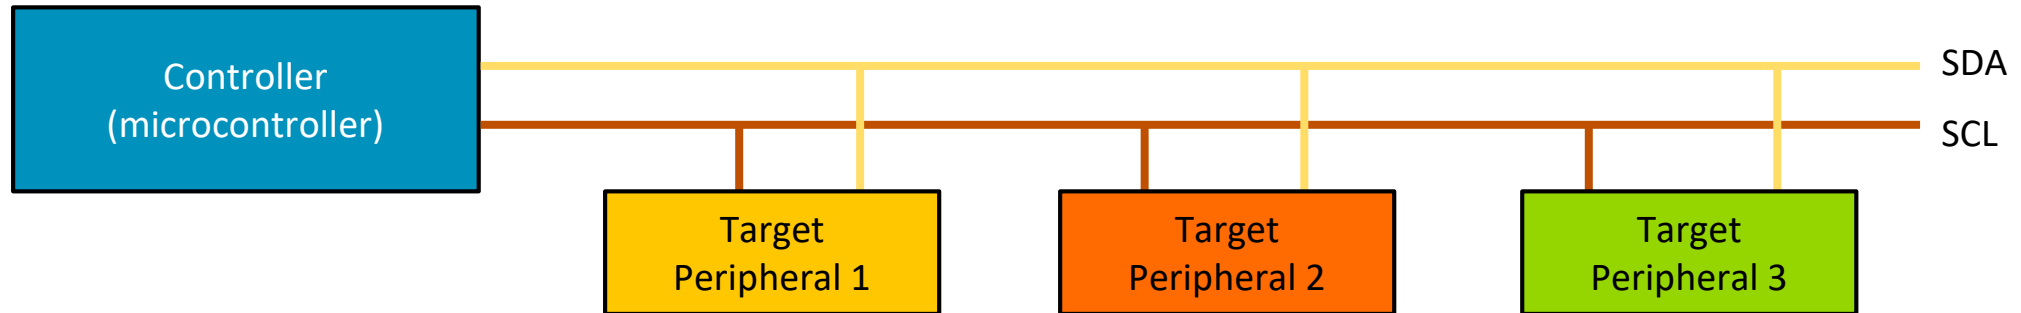 Controller
(microcontroller)
SDA
SCL
Target
Peripheral 1
Target
Peripheral 2
Target
Peripheral 3